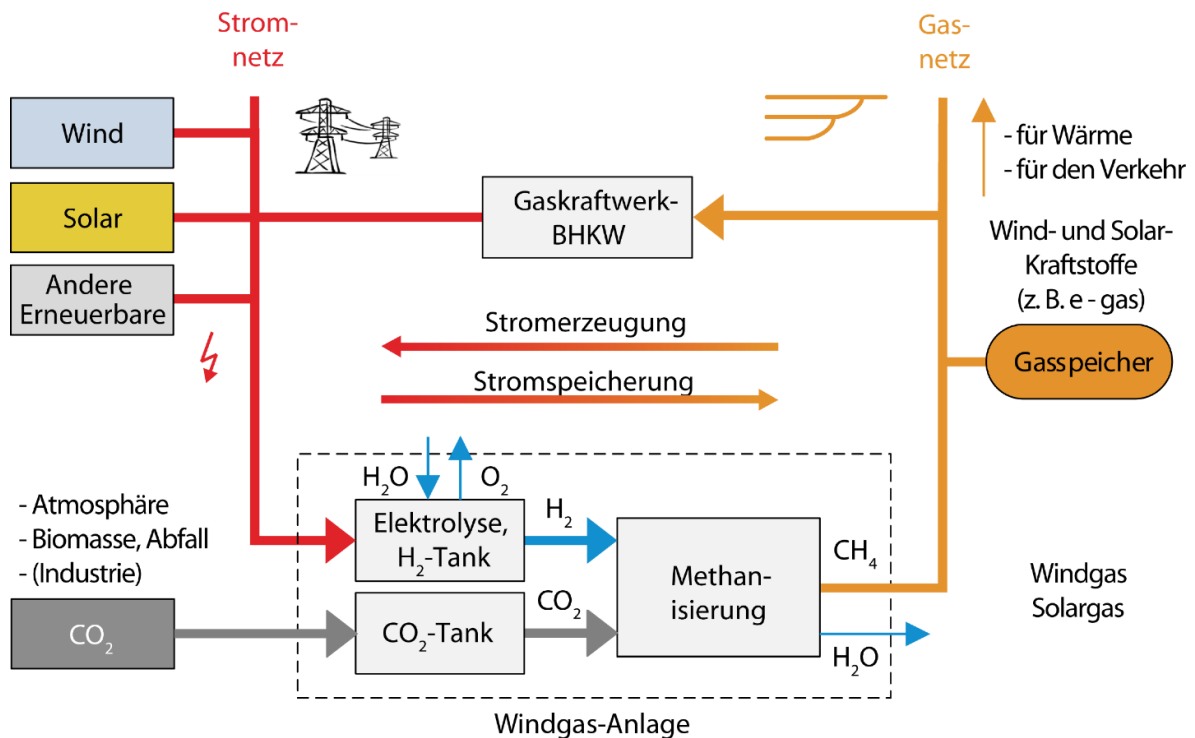 Strom-
netz
Gas-
netz
Wind
Solar
Andere
Erneuerbare
Gaskraftwerk-
BHKW
- für Wärme
- für den Verkehr
Wind- und Solar-
Kraftstoffe
(z. B. e - gas)
Gasspeicher
Stromerzeugung
Stromspeicherung
H₂O
O₂
- Atmosphäre
- Biomasse, Abfall
- (Industrie)
CO₂
Elektrolyse,
H₂-Tank
H₂
CO₂-Tank
CO₂
Methan-
isierung
CH₄
H₂O
Windgas
Solargas
Windgas-Anlage